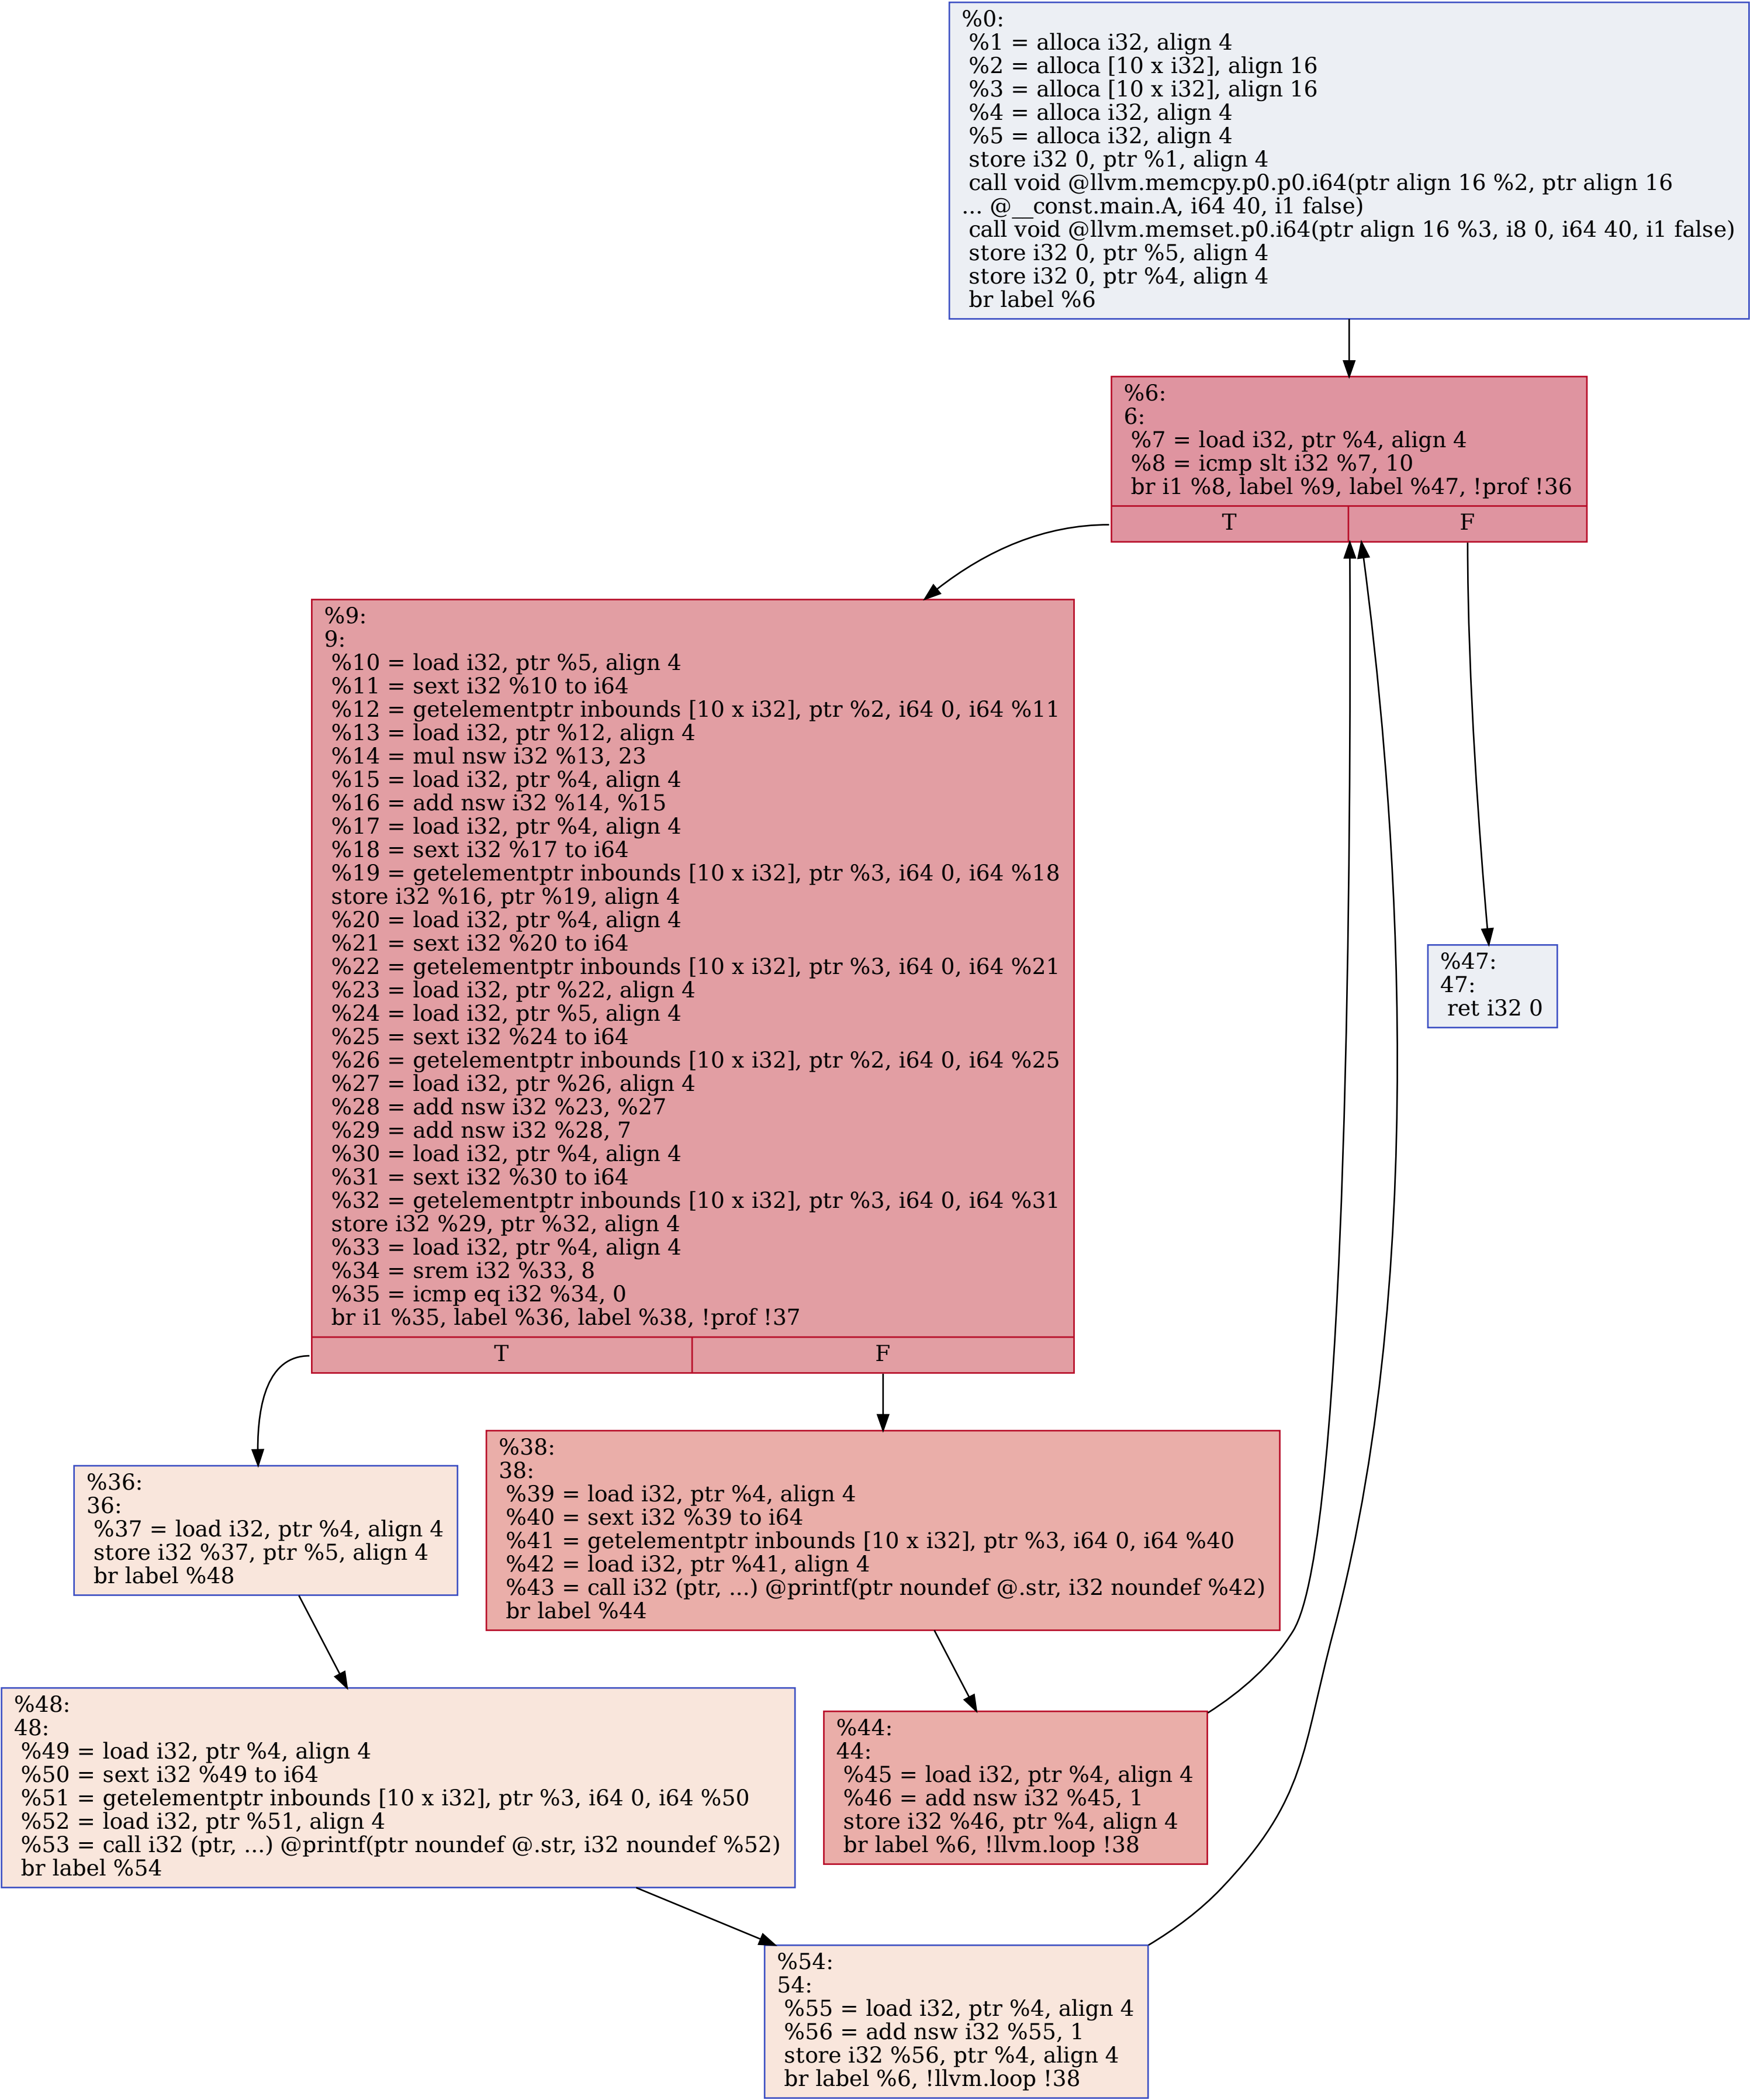 %0:
%1 = alloca i32, align 4
%2 = alloca [10 x i32], align 16
%3 = alloca [10 x i32], align 16
%4 = alloca i32, align 4
%5 = alloca i32, align 4
store i32 0, ptr %1, align 4
call void @llvm.memcpy.p0.p0.i64(ptr align 16 %2, ptr align 16
... @__const.main.A, i64 40, i1 false)
call void @llvm.memset.p0.i64(ptr align 16 %3, i8 0, i64 40, i1 false)
store i32 0, ptr %5, align 4
store i32 0, ptr %4, align 4
br label %6
%6:
6:
%7 = load i32, ptr %4, align 4
%8 = icmp slt i32 %7, 10
br i1 %8, label %9, label %47, !prof !36
T
F
%9:
9:
%10 = load i32, ptr %5, align 4
%11 = sext i32 %10 to i64
%12 = getelementptr inbounds [10 x i32], ptr %2, i64 0, i64 %11
%13 = load i32, ptr %12, align 4
%14 = mul nsw i32 %13, 23
%15 = load i32, ptr %4, align 4
%16 = add nsw i32 %14, %15
%17 = load i32, ptr %4, align 4
%18 = sext i32 %17 to i64
%19 = getelementptr inbounds [10 x i32], ptr %3, i64 0, i64 %18
store i32 %16, ptr %19, align 4
%20 = load i32, ptr %4, align 4
%21 = sext i32 %20 to i64
%22 = getelementptr inbounds [10 x i32], ptr %3, i64 0, i64 %21
%23 = load i32, ptr %22, align 4
%24 = load i32, ptr %5, align 4
%25 = sext i32 %24 to i64
%26 = getelementptr inbounds [10 x i32], ptr %2, i64 0, i64 %25
%27 = load i32, ptr %26, align 4
%28 = add nsw i32 %23, %27
%29 = add nsw i32 %28, 7
%30 = load i32, ptr %4, align 4
%31 = sext i32 %30 to i64
%32 = getelementptr inbounds [10 x i32], ptr %3, i64 0, i64 %31
store i32 %29, ptr %32, align 4
%33 = load i32, ptr %4, align 4
%34 = srem i32 %33, 8
%35 = icmp eq i32 %34, 0
br i1 %35, label %36, label %38, !prof !37
T
F
%47:
47:
ret i32 0
%36:
36:
%37 = load i32, ptr %4, align 4
store i32 %37, ptr %5, align 4
br label %48
%38:
38:
%39 = load i32, ptr %4, align 4
%40 = sext i32 %39 to i64
%41 = getelementptr inbounds [10 x i32], ptr %3, i64 0, i64 %40
%42 = load i32, ptr %41, align 4
%43 = call i32 (ptr, ...) @printf(ptr noundef @.str, i32 noundef %42)
br label %44
%48:
48:
%49 = load i32, ptr %4, align 4
%50 = sext i32 %49 to i64
%51 = getelementptr inbounds [10 x i32], ptr %3, i64 0, i64 %50
%52 = load i32, ptr %51, align 4
%53 = call i32 (ptr, ...) @printf(ptr noundef @.str, i32 noundef %52)
br label %54
%44:
44:
%45 = load i32, ptr %4, align 4
%46 = add nsw i32 %45, 1
store i32 %46, ptr %4, align 4
br label %6, !llvm.loop !38
%54:
54:
%55 = load i32, ptr %4, align 4
%56 = add nsw i32 %55, 1
store i32 %56, ptr %4, align 4
br label %6, !llvm.loop !38